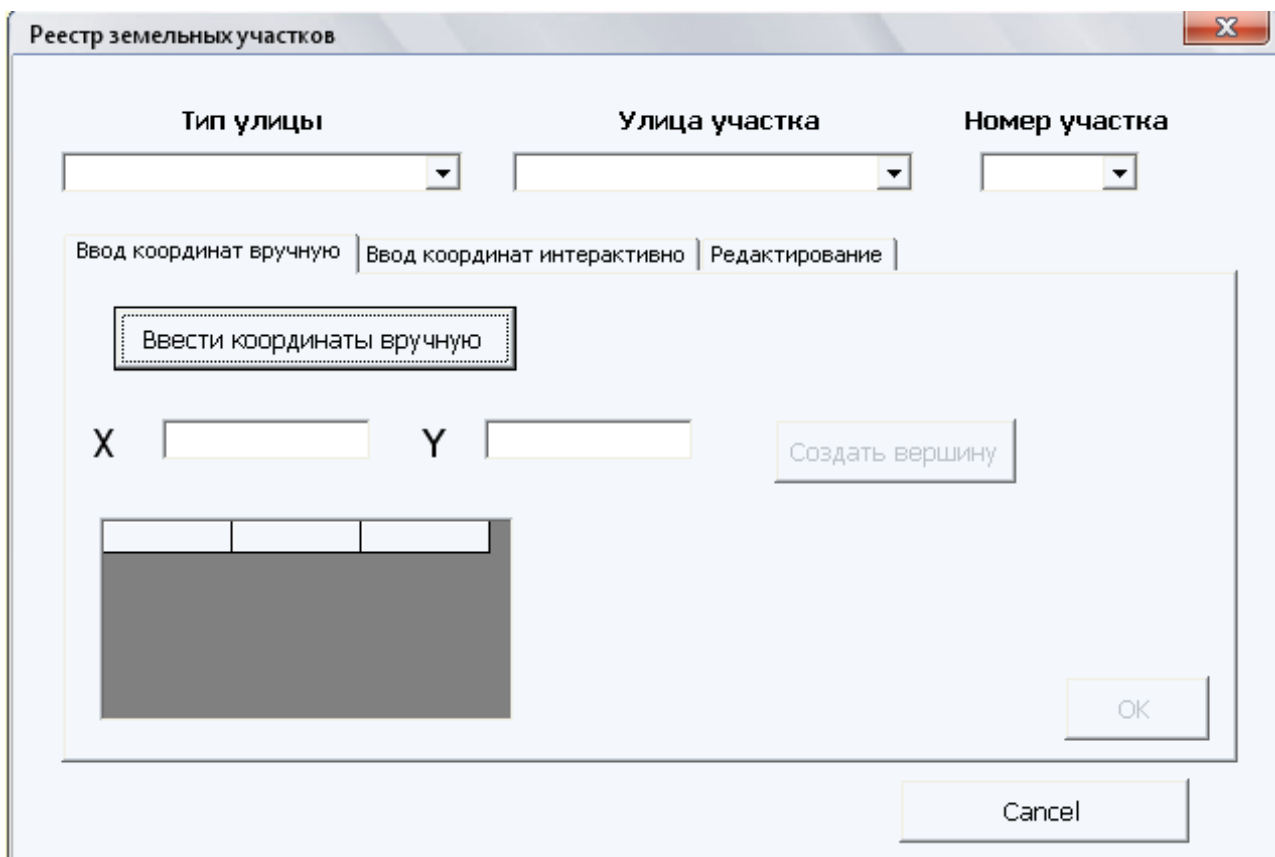 Реестр земельных участков
Тип улицы Улица участка Номер участка
Ввод координат вручную Ввод координат интерактивно Редактирование
Ввести координаты вручную
X Y Создать вершину
OK
Cancel